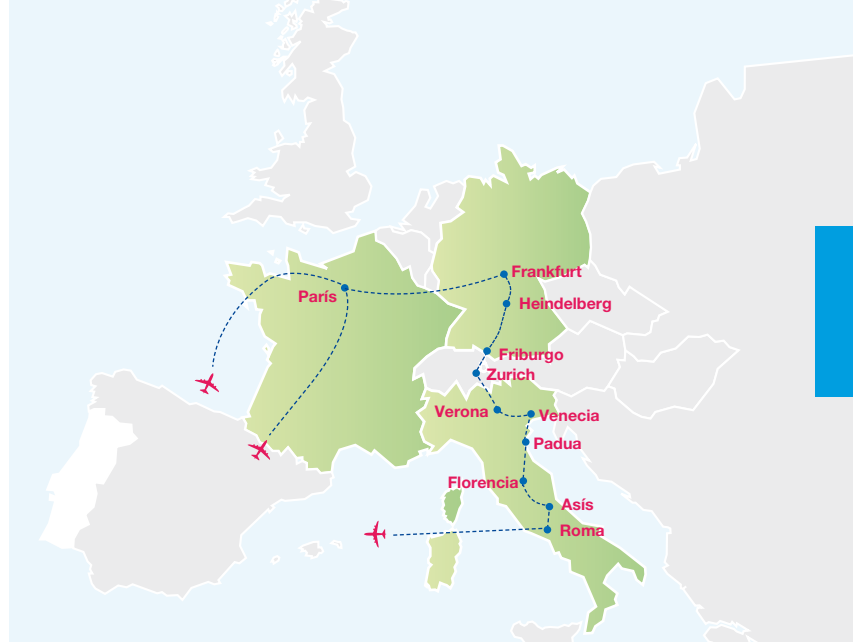 Frankfurt
París
Heindelberg
Friburgo
Zurich
Verona
Venecia
Padua
Florencia
Asís
Roma